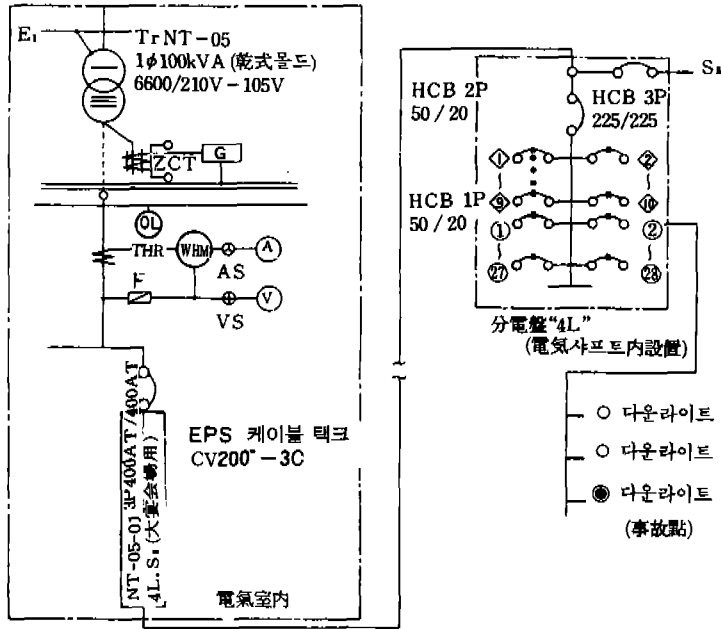 E₁
TrNT-05
1φ100kVA (乾式몰드)
6600/210V-105V
ZCT
G
OL
THR
WHM
AS
A
F
VS
V
EPS 케이블 택크
CV200□-3C
NT-05-01 3P400AT/400AT
4L.S₁ (大宴会場用)
電氣室內
HCB 2P
50/20
HCB 3P
225/225
S₁
1
2
HCB 1P
50/20
9
10
1
2
27
28
分電盤“4L”
(電気샤프트內設置)
다운라이트
다운라이트
다운라이트
(事故點)